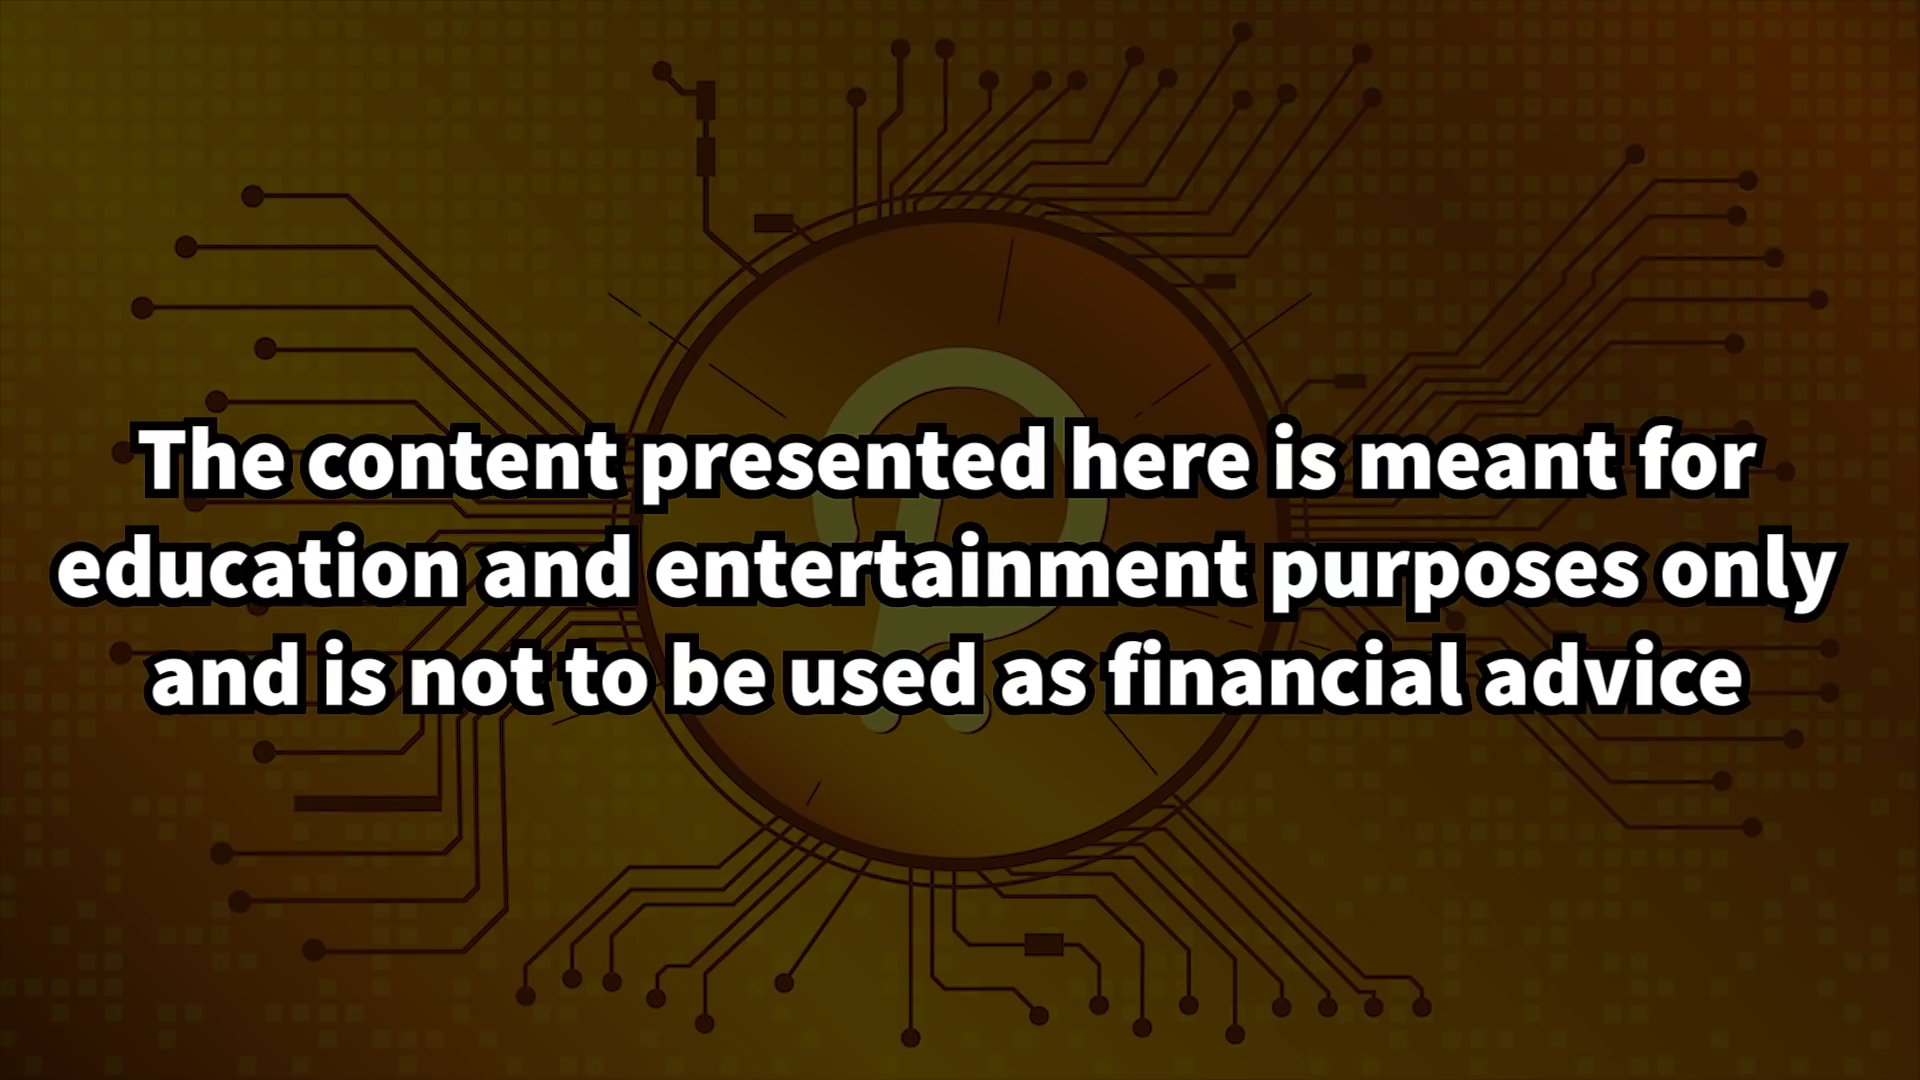 The content presented here is meant for
education and entertainment purposes only
and is not to be used as financial advice